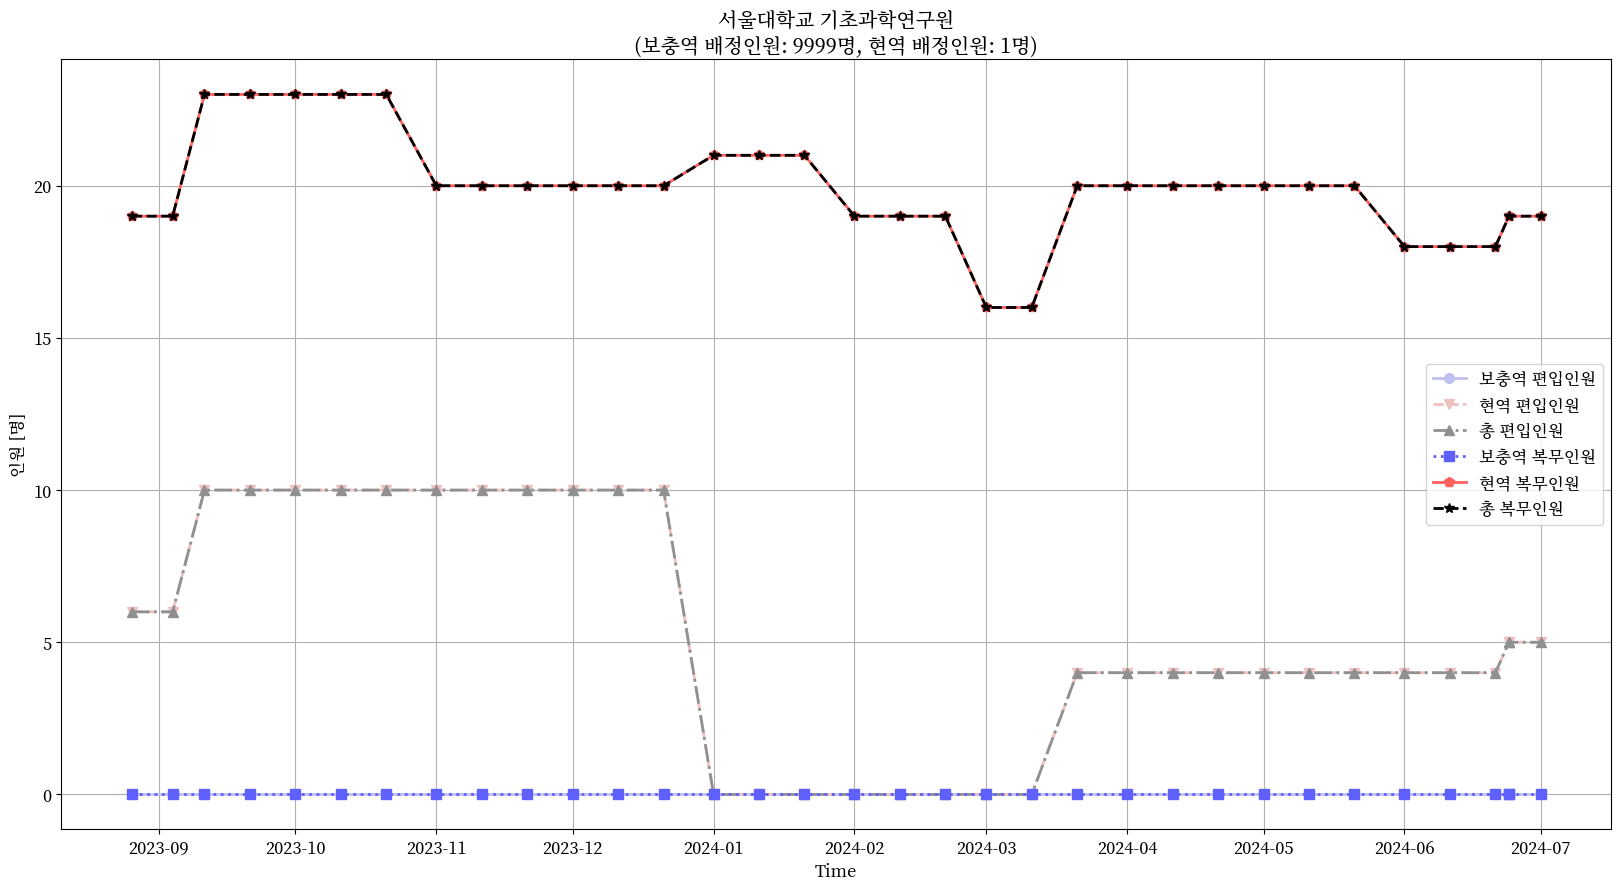 서울대학교 기초과학연구원
(보충역 배정인원: 9999명, 현역 배정인원: 1명)
인원 [명]
20
15
10
5
0
보충역 편입인원
현역 편입인원
총 편입인원
보충역 복무인원
현역 복무인원
총 복무인원
2023-09 2023-10 2023-11 2023-12 2024-01 2024-02 2024-03 2024-04 2024-05 2024-06 2024-07
Time